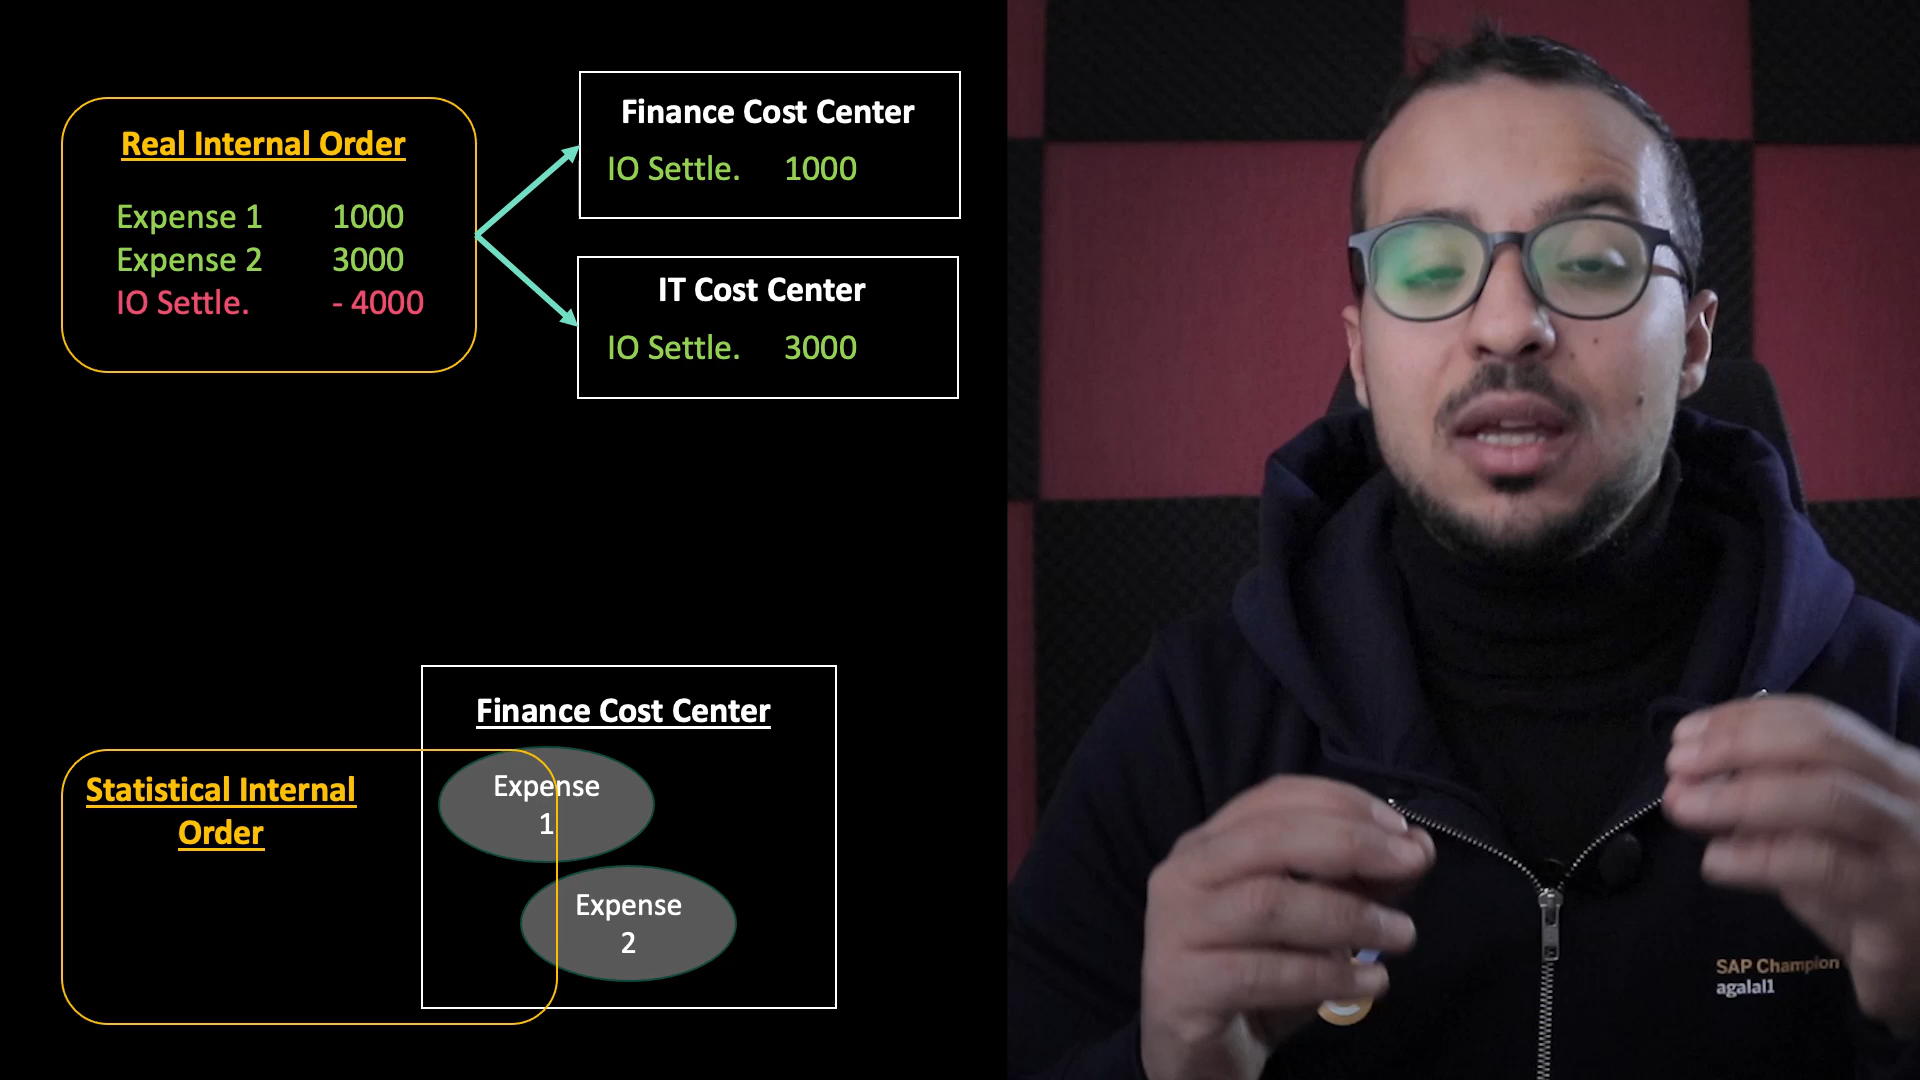 Real Internal Order
Expense 1 1000
Expense 2 3000
IO Settle. - 4000
Finance Cost Center
IO Settle. 1000
IT Cost Center
IO Settle. 3000
Finance Cost Center
Statistical Internal
Order
Expense
1
Expense
2
SAP Champion
agalal1